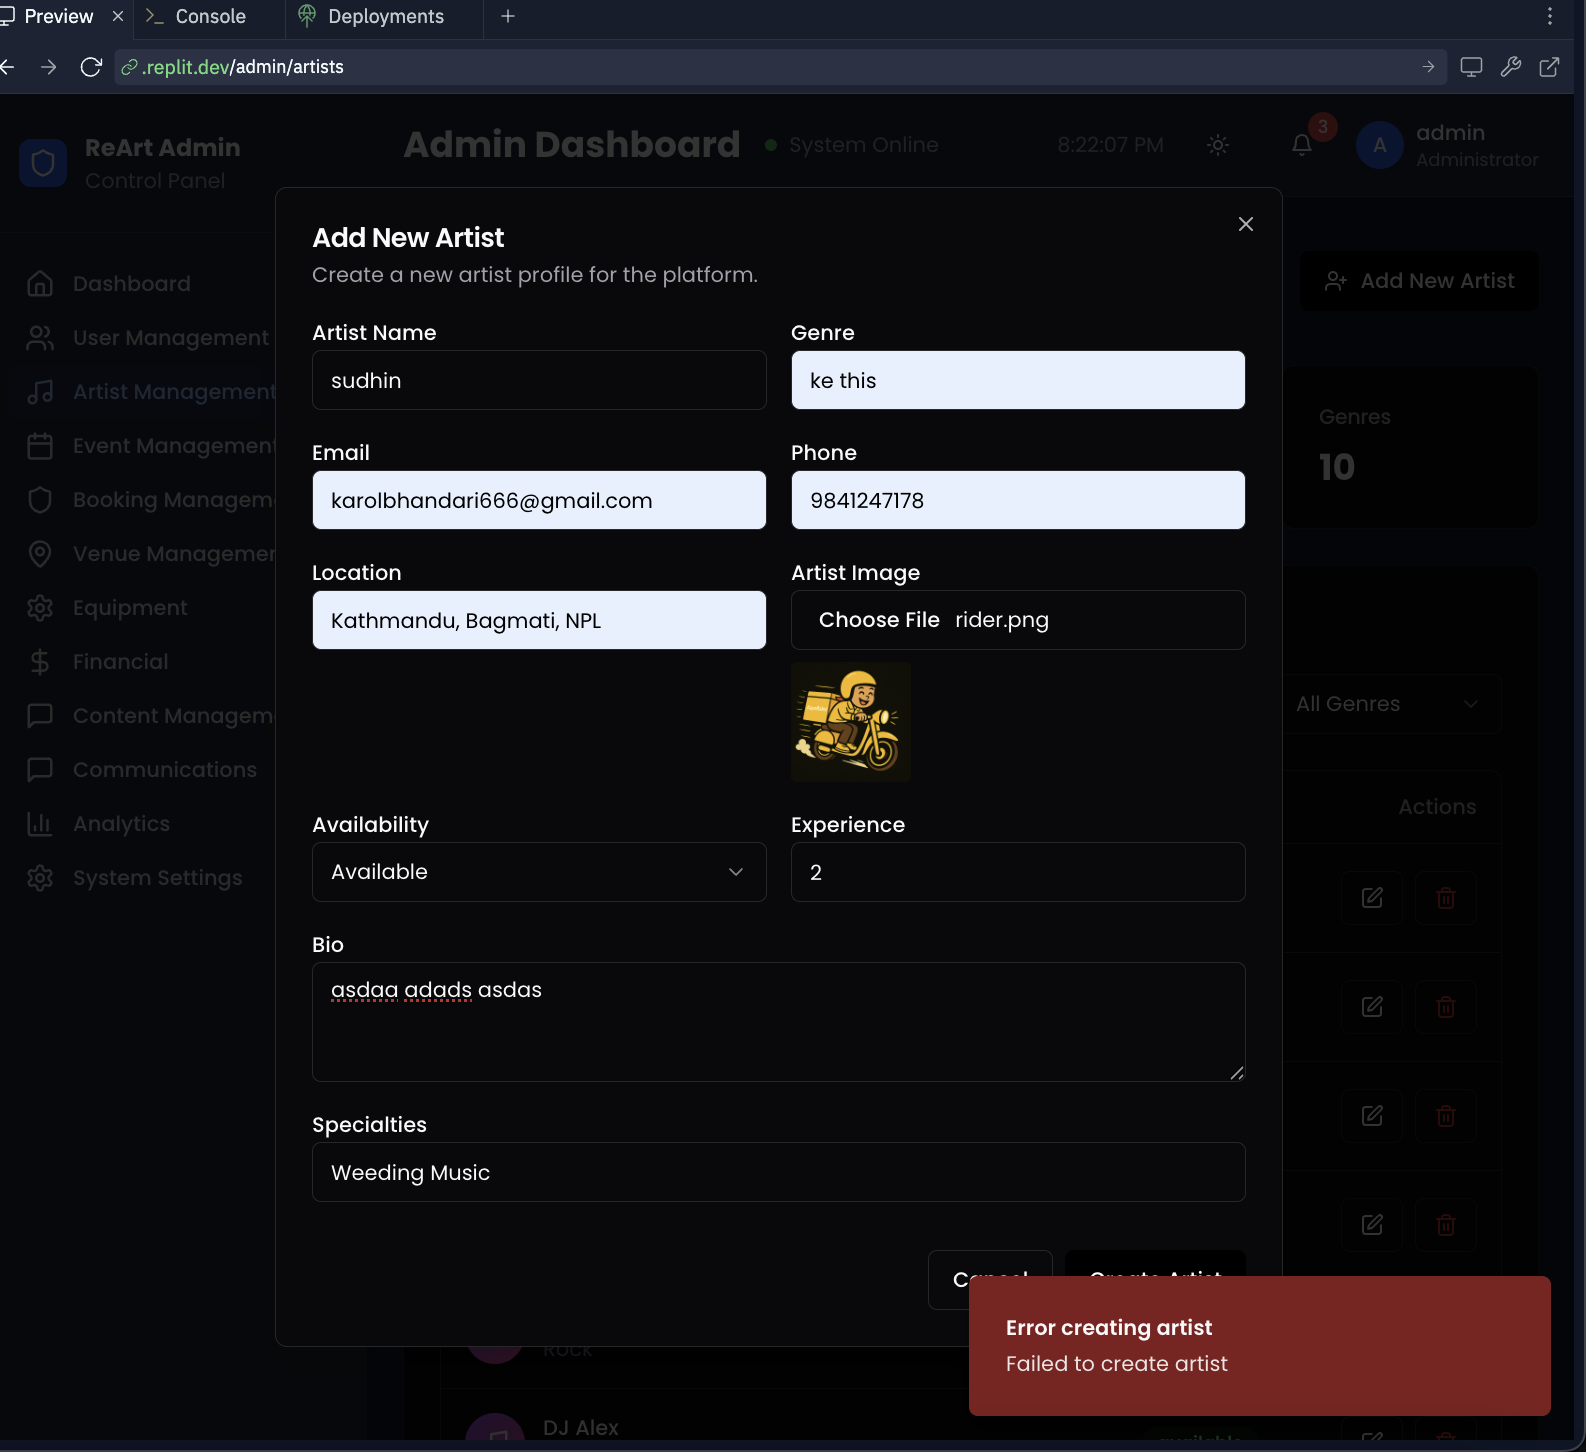 Preview
Console
Deployments
.replit.dev/admin/artists
ReArt Admin
Control Panel
Admin Dashboard
System Online
8:22:07 PM
3
A
admin
Administrator
Dashboard
User Management
Artist Management
Event Management
Booking Managem
Venue Managemen
Equipment
Financial
Content Managem
Communications
Analytics
System Settings
Add New Artist
Genres
10
All Genres
Actions
Add New Artist
Create a new artist profile for the platform.
Artist Name
Genre
sudhin
ke this
Email
Phone
karolbhandari666@gmail.com
9841247178
Location
Artist Image
Kathmandu, Bagmati, NPL
Choose File rider.png
Availability
Experience
Available
2
Bio
asdaa adads asdas
Specialties
Weeding Music
Cancel
Create Artist
Rock
DJ Alex
available
Error creating artist
Failed to create artist